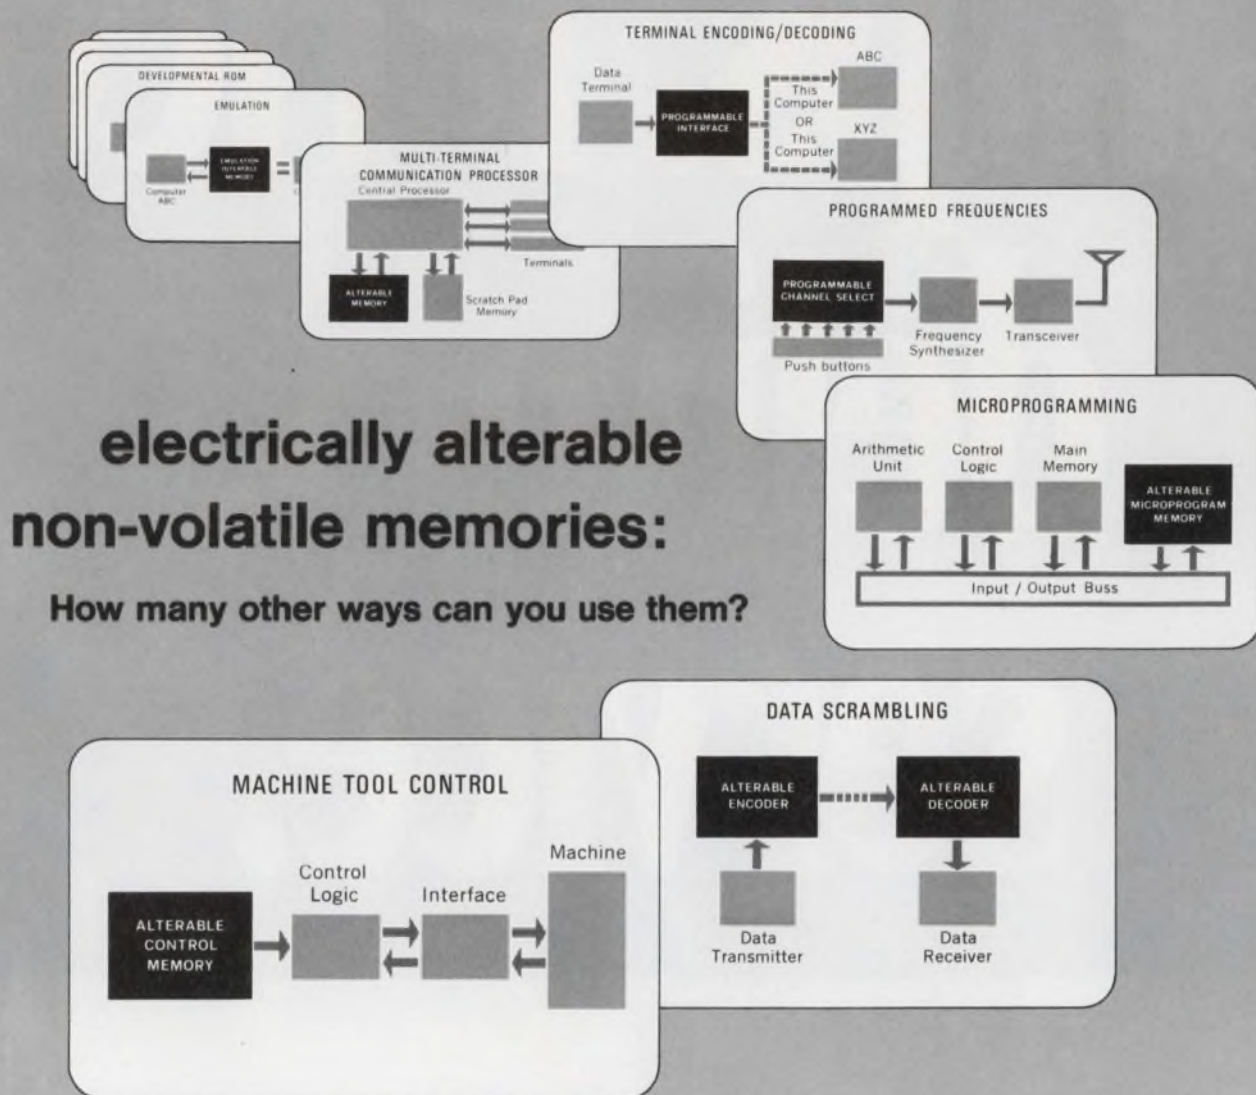 DEVELOPMENTAL ROM
EMULATION
EMULATION
INTERFACE
MEMORY
Computer
ABC
MULTI-TERMINAL
COMMUNICATION PROCESSOR
Central Processor
Terminals
ALTERABLE
MEMORY
Scratch Pad
Memory
TERMINAL ENCODING/DECODING
Data
Terminal
PROGRAMMABLE
INTERFACE
ABC
This
Computer
OR
This
Computer
XYZ
PROGRAMMED FREQUENCIES
PROGRAMMABLE
CHANNEL SELECT
Push buttons
Frequency
Synthesizer
Transceiver
MICROPROGRAMMING
Arithmetic
Unit
Control
Logic
Main
Memory
ALTERABLE
MICROPROGRAM
MEMORY
Input / Output Buss
electrically alterable
non-volatile memories:
How many other ways can you use them?
DATA SCRAMBLING
ALTERABLE
ENCODER
ALTERABLE
DECODER
Data
Transmitter
Data
Receiver
MACHINE TOOL CONTROL
ALTERABLE
CONTROL
MEMORY
Control
Logic
Interface
Machine